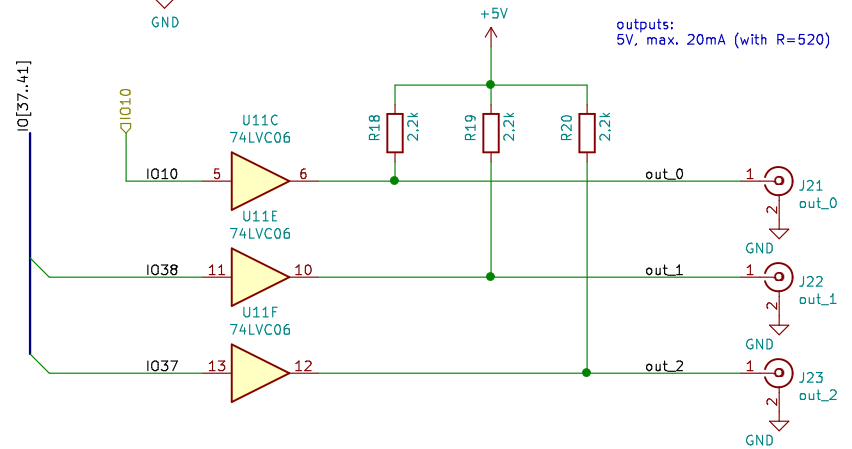 GND
+5V
outputs:
5V, max. 20mA (with R=520)
IO[37..41]
IO10
U11C
74LVC06
R18
2.2k
R19
2.2k
R20
2.2k
IO10
5
6
out_0
1
J21
out_0
2
GND
U11E
74LVC06
IO38
11
10
out_1
1
J22
out_1
2
GND
U11F
74LVC06
IO37
13
12
out_2
1
J23
out_2
2
GND